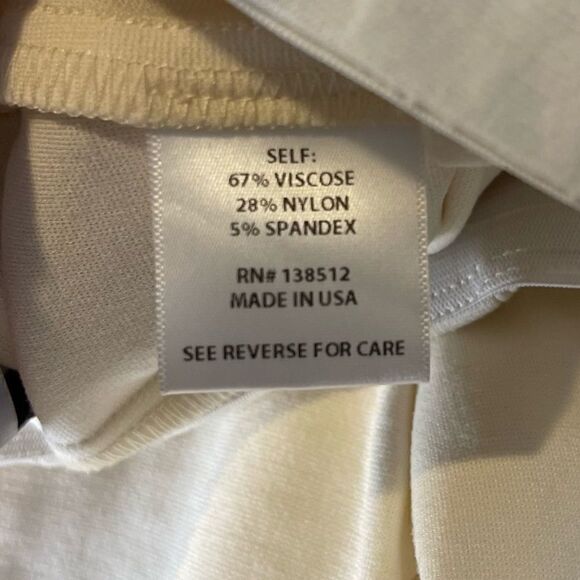 SELF:
67% VISCOSE
28% NYLON
5% SPANDEX
RN# 138512
MADE IN USA
SEE REVERSE FOR CARE